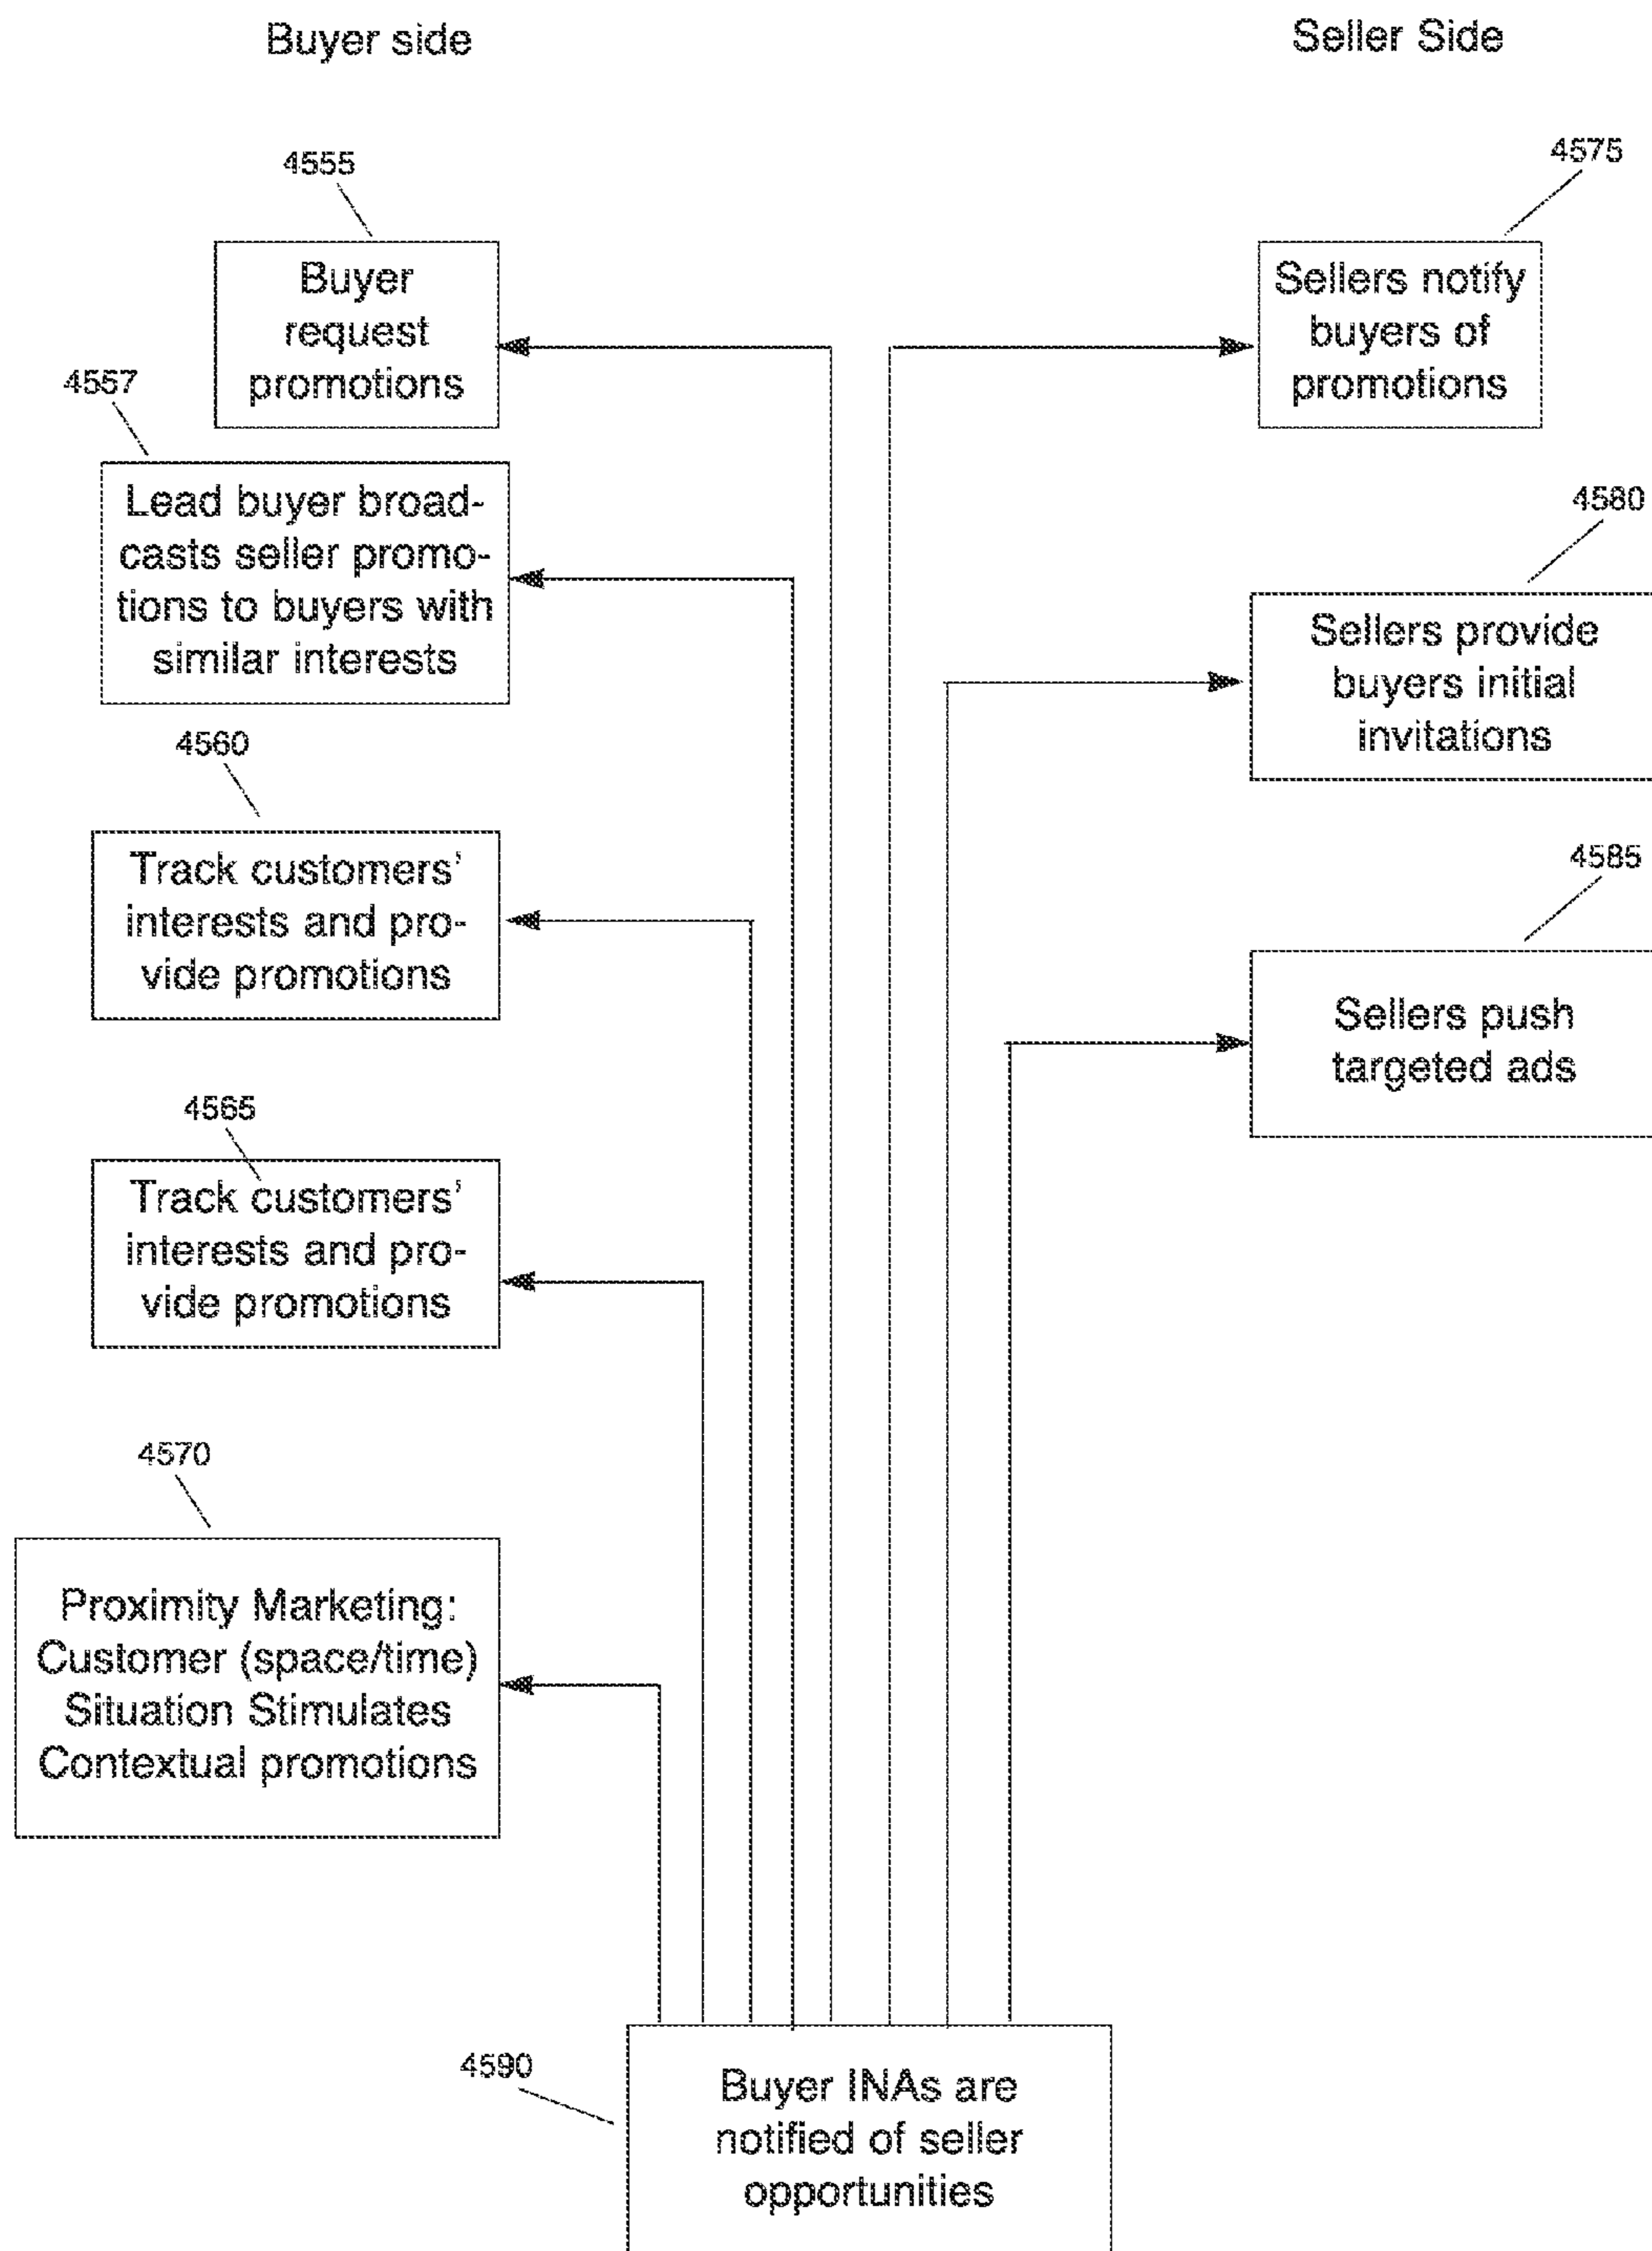 Buyer side
Seller Side
4555
Buyer
request
promotions
4557
Lead buyer broad-
casts seller promo-
tions to buyers with
similar interests
4560
Track customers'
interests and pro-
vide promotions
4565
Track customers'
interests and pro-
vide promotions
4570
Proximity Marketing:
Customer (space/time)
Situation Stimulates
Contextual promotions
4575
Sellers notify
buyers of
promotions
4580
Sellers provide
buyers initial
invitations
4585
Sellers push
targeted ads
4590
Buyer INAs are
notified of seller
opportunities